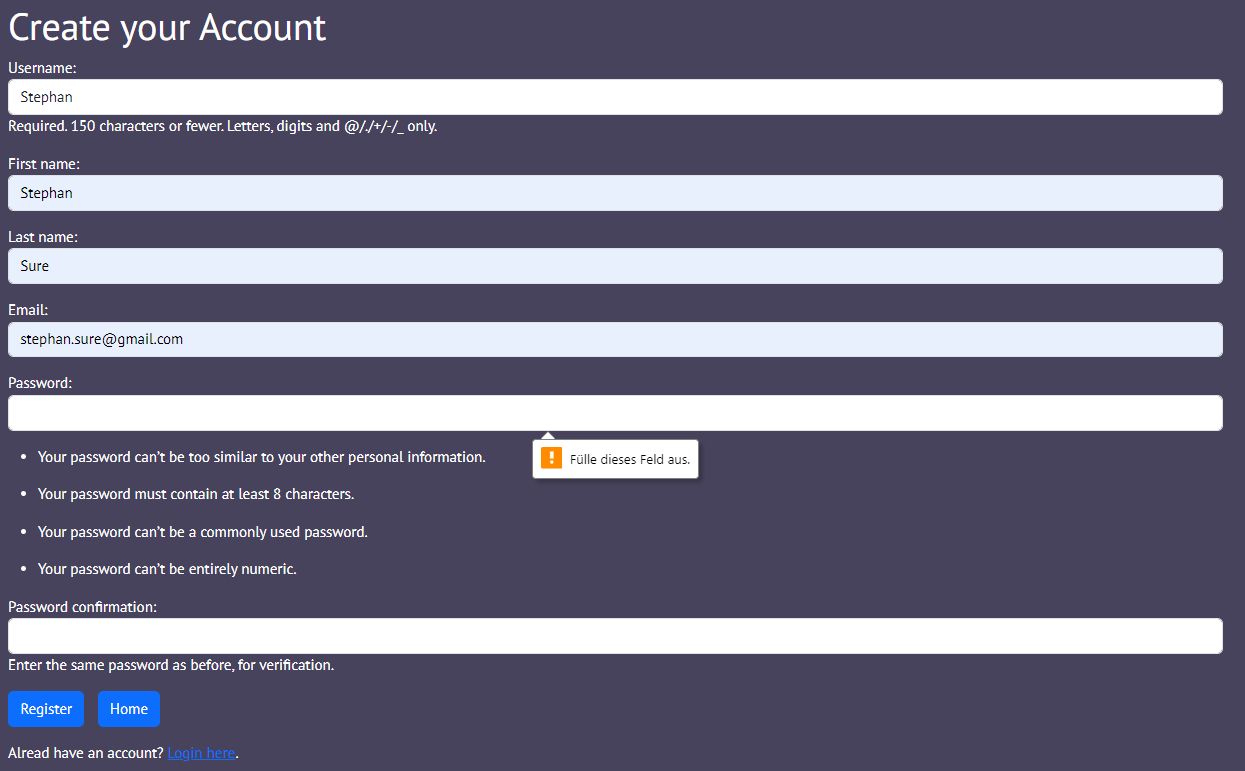 Create your Account
Username:
Stephan
Required. 150 characters or fewer. Letters, digits and @/./+/-/_ only.
First name:
Stephan
Last name:
Sure
Email:
stephan.sure@gmail.com
Password:
! Fülle dieses Feld aus.
• Your password can’t be too similar to your other personal information.
• Your password must contain at least 8 characters.
• Your password can’t be a commonly used password.
• Your password can’t be entirely numeric.
Password confirmation:
Enter the same password as before, for verification.
Register Home
Alread have an account? Login here.